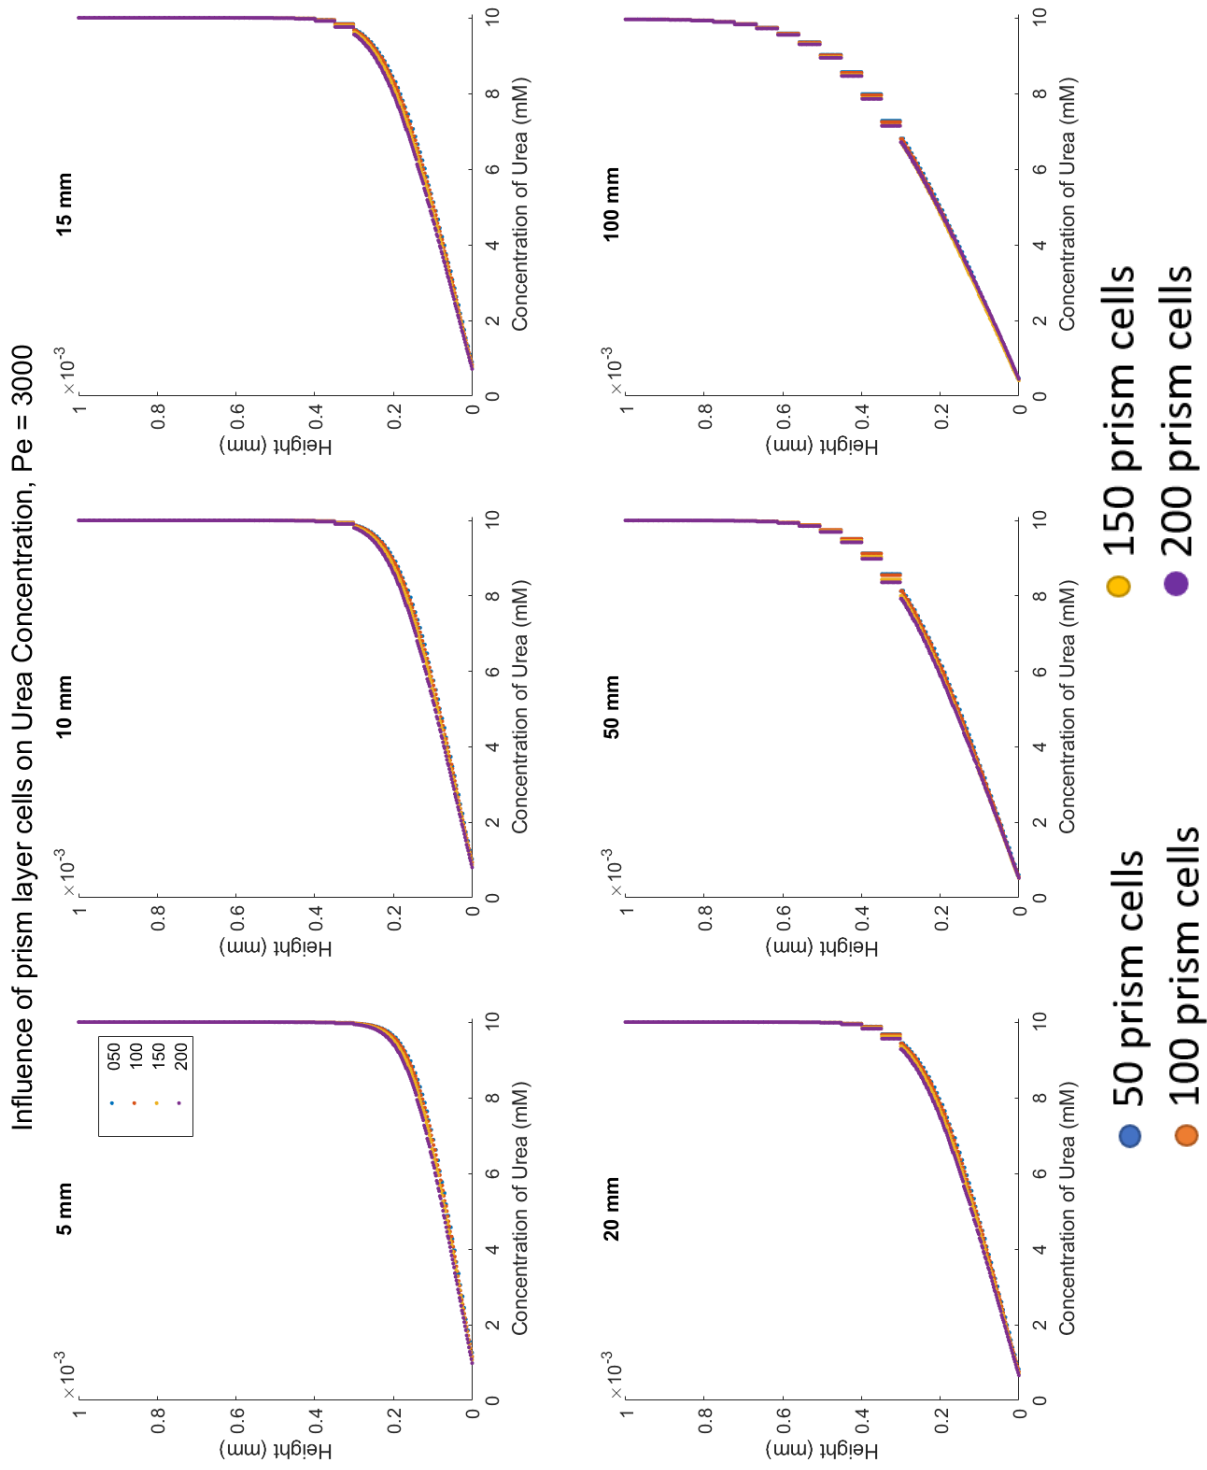 Influence of prism layer cells on Urea Concentration, Pe = 3000
5 mm
×10-3
1
0.8
0.6
0.4
0.2
0
Height (mm)
0 2 4 6 8 10
Concentration of Urea (mM)
050
100
150
200
10 mm
×10-3
1
0.8
0.6
0.4
0.2
0
Height (mm)
0 2 4 6 8 10
Concentration of Urea (mM)
15 mm
×10-3
1
0.8
0.6
0.4
0.2
0
Height (mm)
0 2 4 6 8 10
Concentration of Urea (mM)
20 mm
×10-3
1
0.8
0.6
0.4
0.2
0
Height (mm)
0 2 4 6 8 10
Concentration of Urea (mM)
50 mm
×10-3
1
0.8
0.6
0.4
0.2
0
Height (mm)
0 2 4 6 8 10
Concentration of Urea (mM)
100 mm
×10-3
1
0.8
0.6
0.4
0.2
0
Height (mm)
0 2 4 6 8 10
Concentration of Urea (mM)
50 prism cells
150 prism cells
100 prism cells
200 prism cells